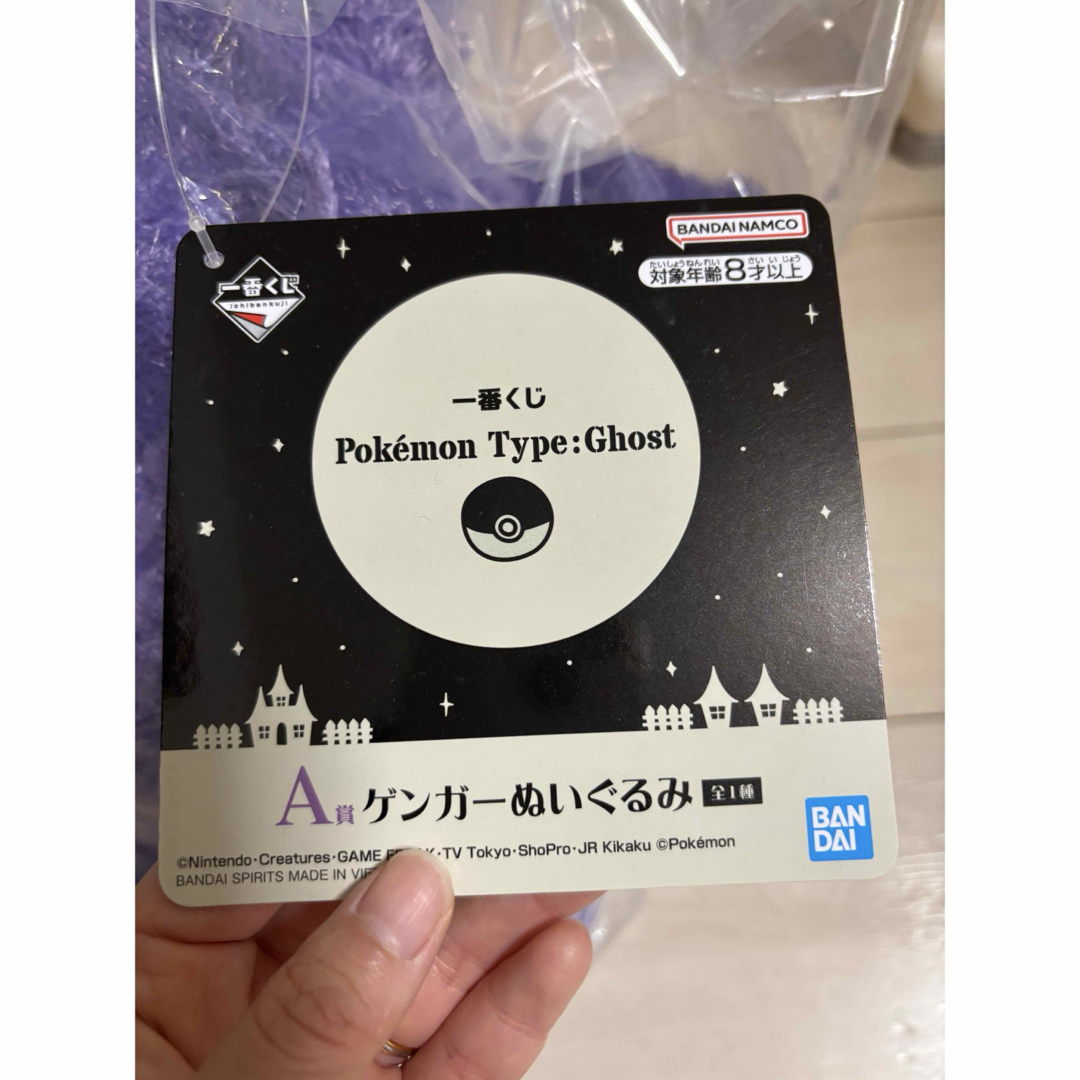 BANDAI NAMCO
たいしょうねんれい さい い じょう
対象年齢8才以上
一番くじ
ichibankuji
一番くじ
Pokémon Type:Ghost
A賞 ゲンガーぬいぐるみ 全1種
©Nintendo・Creatures・GAME ・TV Tokyo・ShoPro・JR Kikaku ©Pokémon
BANDAI SPIRITS MADE IN
BAN
DAI